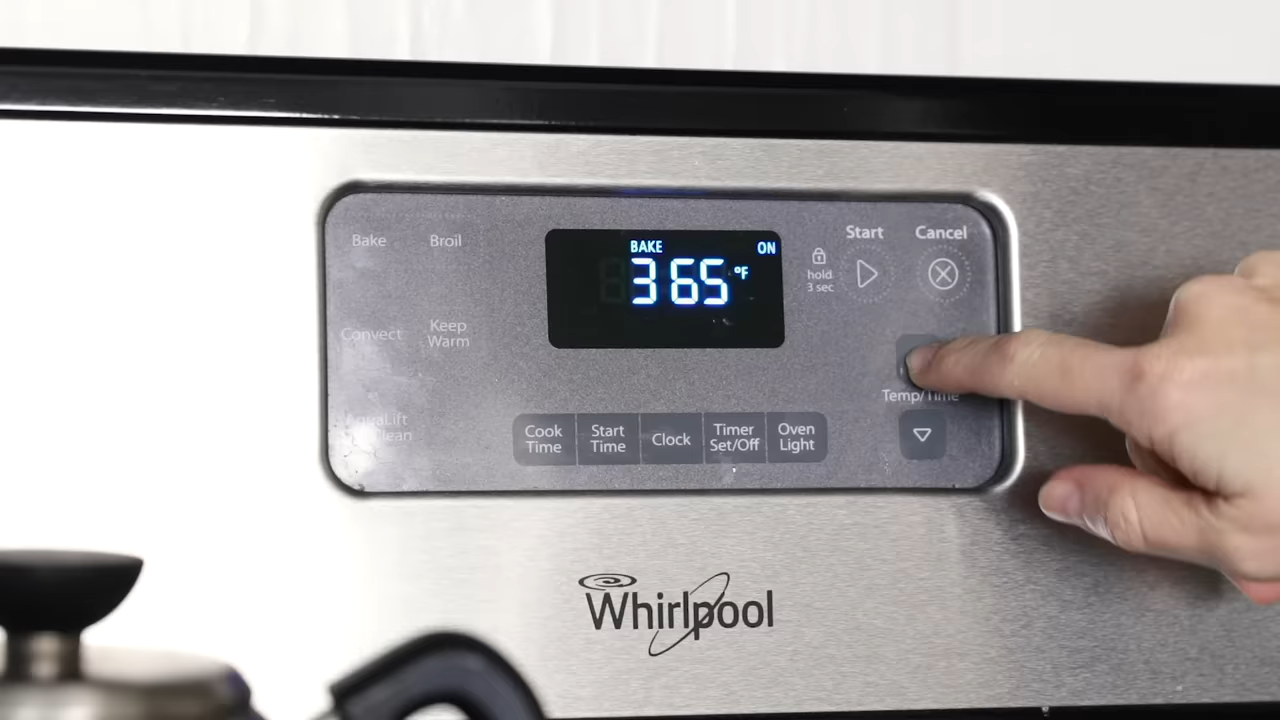 Bake
Broil
BAKE
ON
365 °F
hold
3 sec
Start
Cancel
Convect
Keep
Warm
Temp/Time
AquaLift
Clean
Cook
Time
Start
Time
Clock
Timer
Set/Off
Oven
Light
Whirlpool